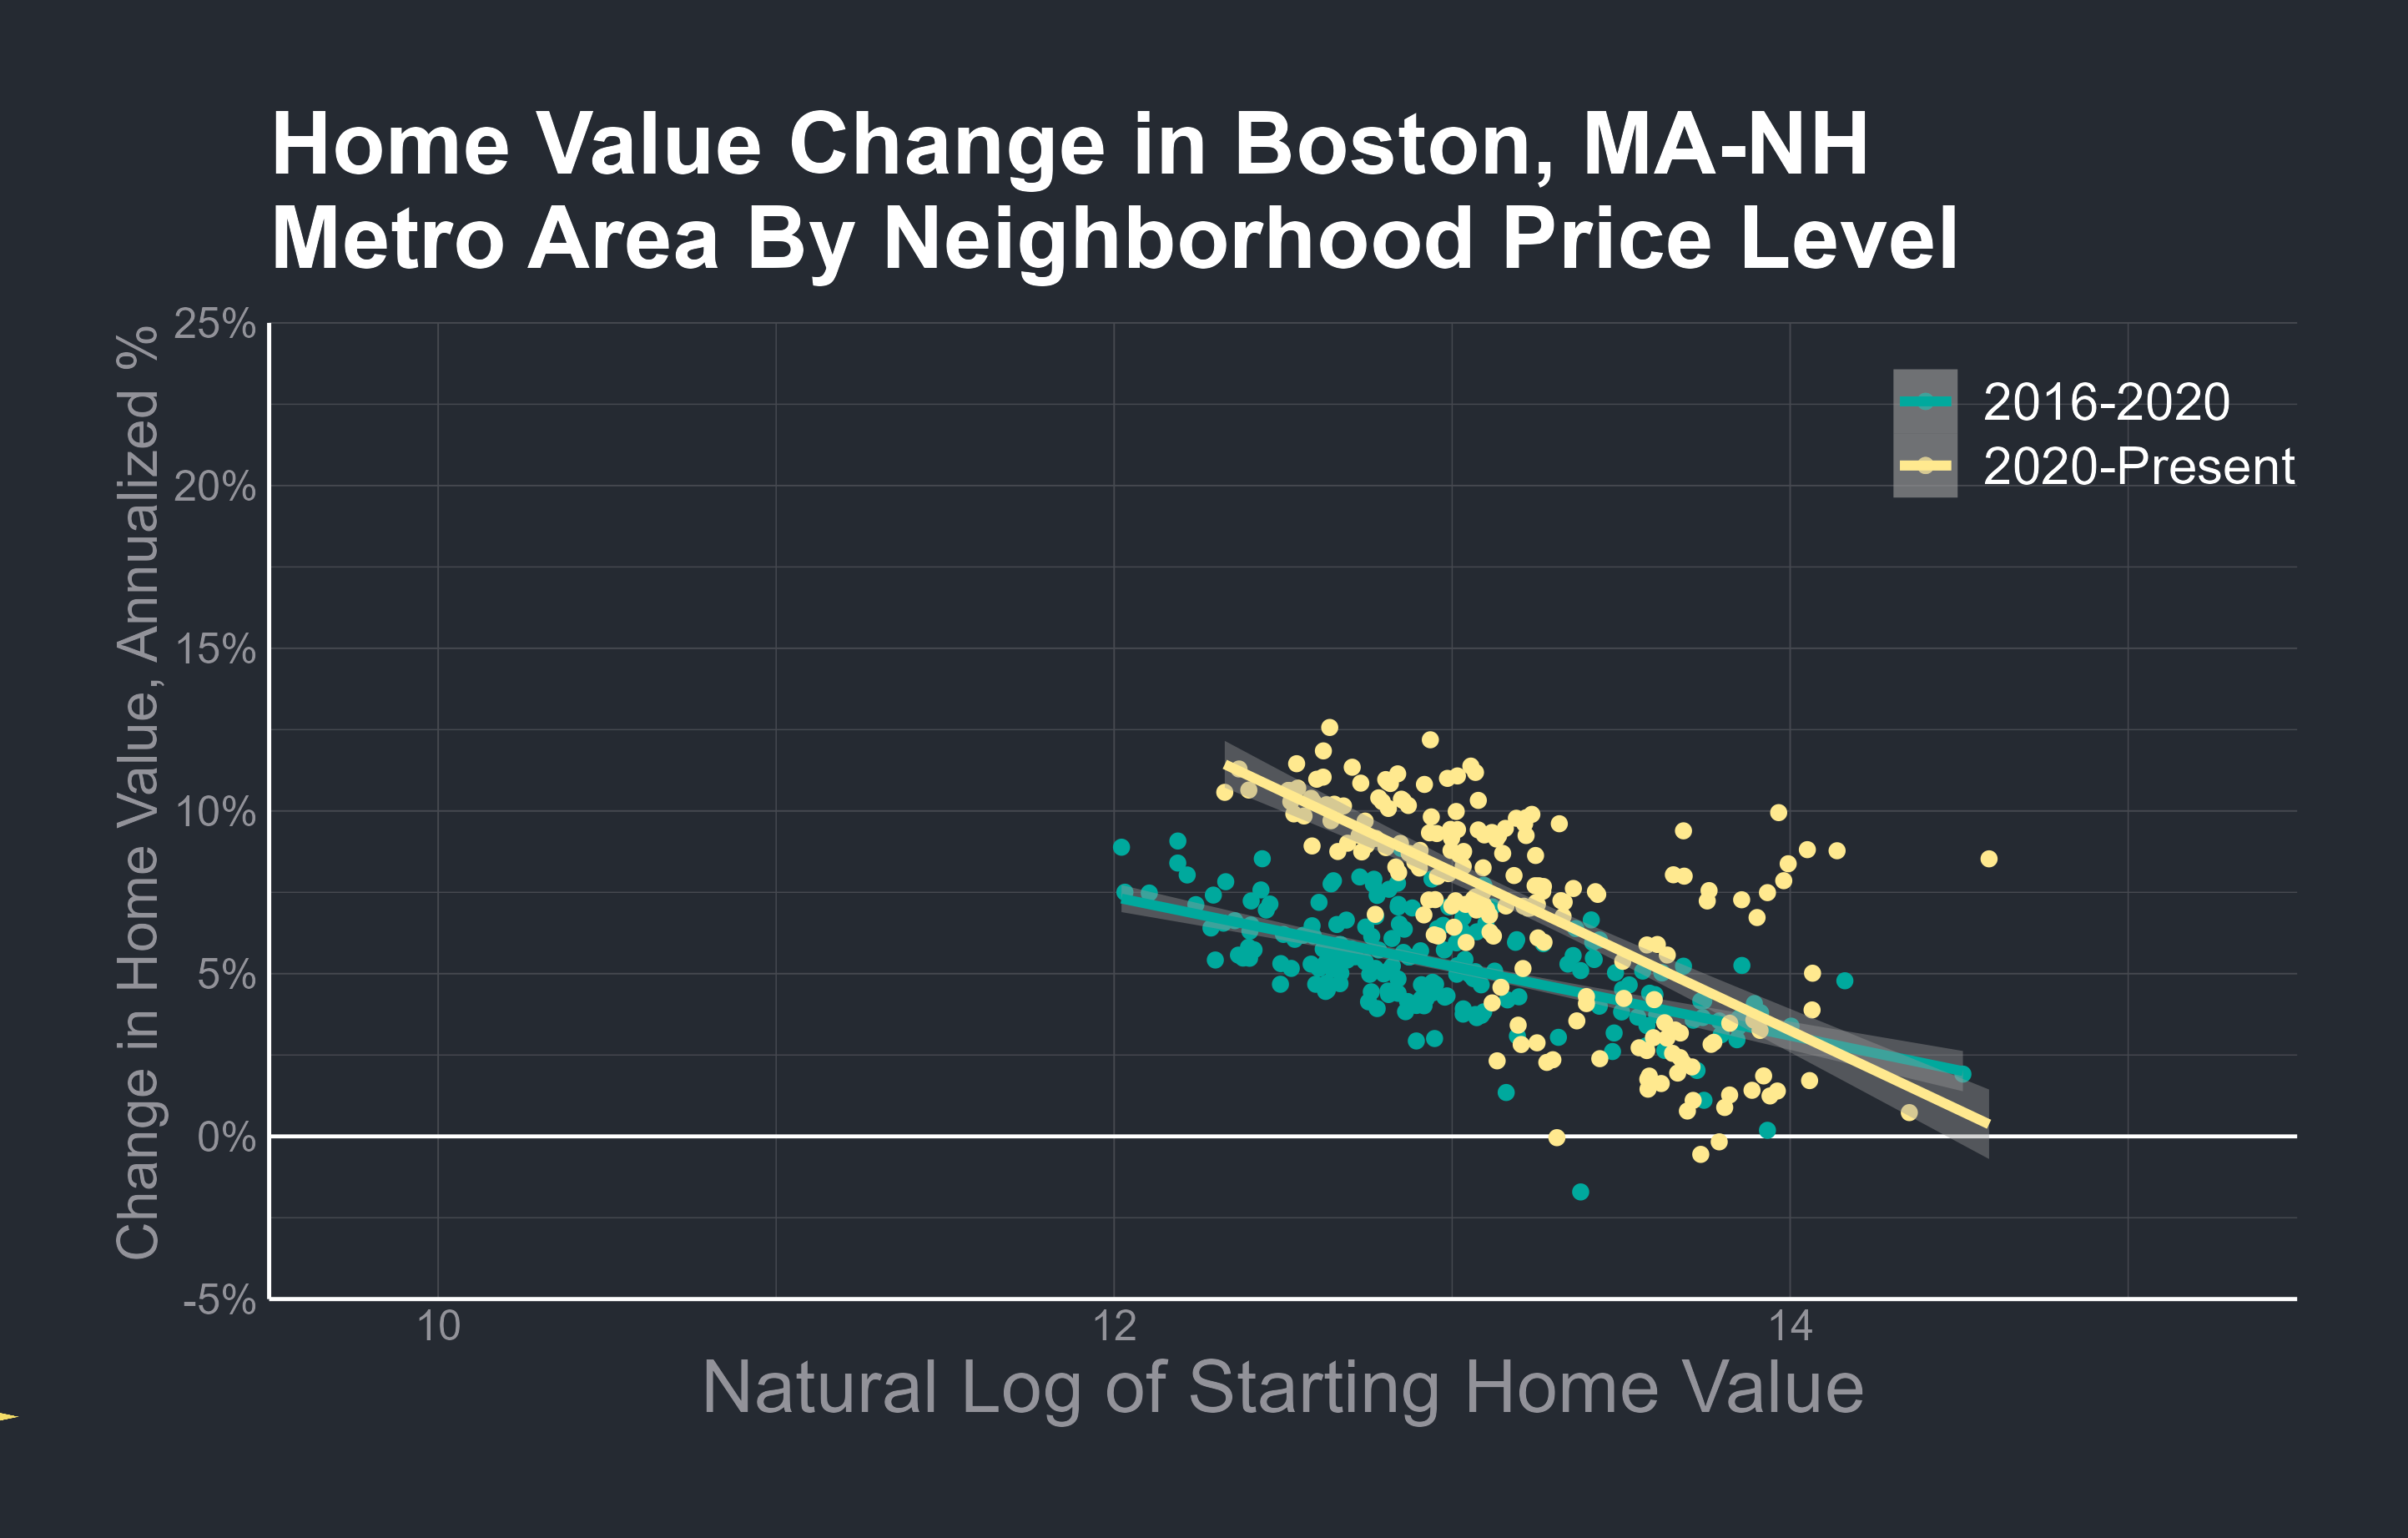 Home Value Change in Boston, MA-NH
Metro Area By Neighborhood Price Level
Change in Home Value, Annualized %
25%
20%
15%
10%
5%
0%
-5%
2016-2020
2020-Present
10
12
14
Natural Log of Starting Home Value